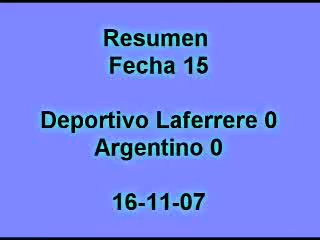 Resumen
Fecha 15
Deportivo Laferrere 0
Argentino 0
16-11-07